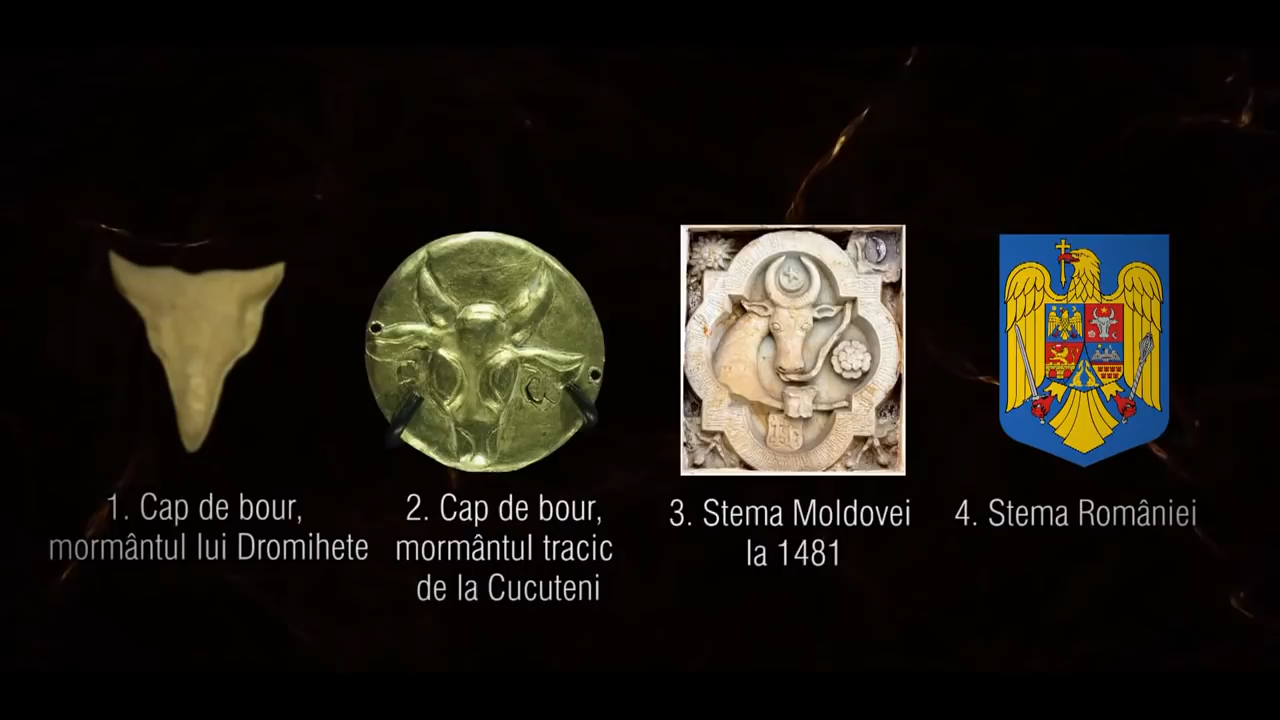 1. Cap de bour,
mormântul lui Dromihete
2. Cap de bour,
mormântul tracic
de la Cucuteni
3. Stema Moldovei
la 1481
4. Stema României